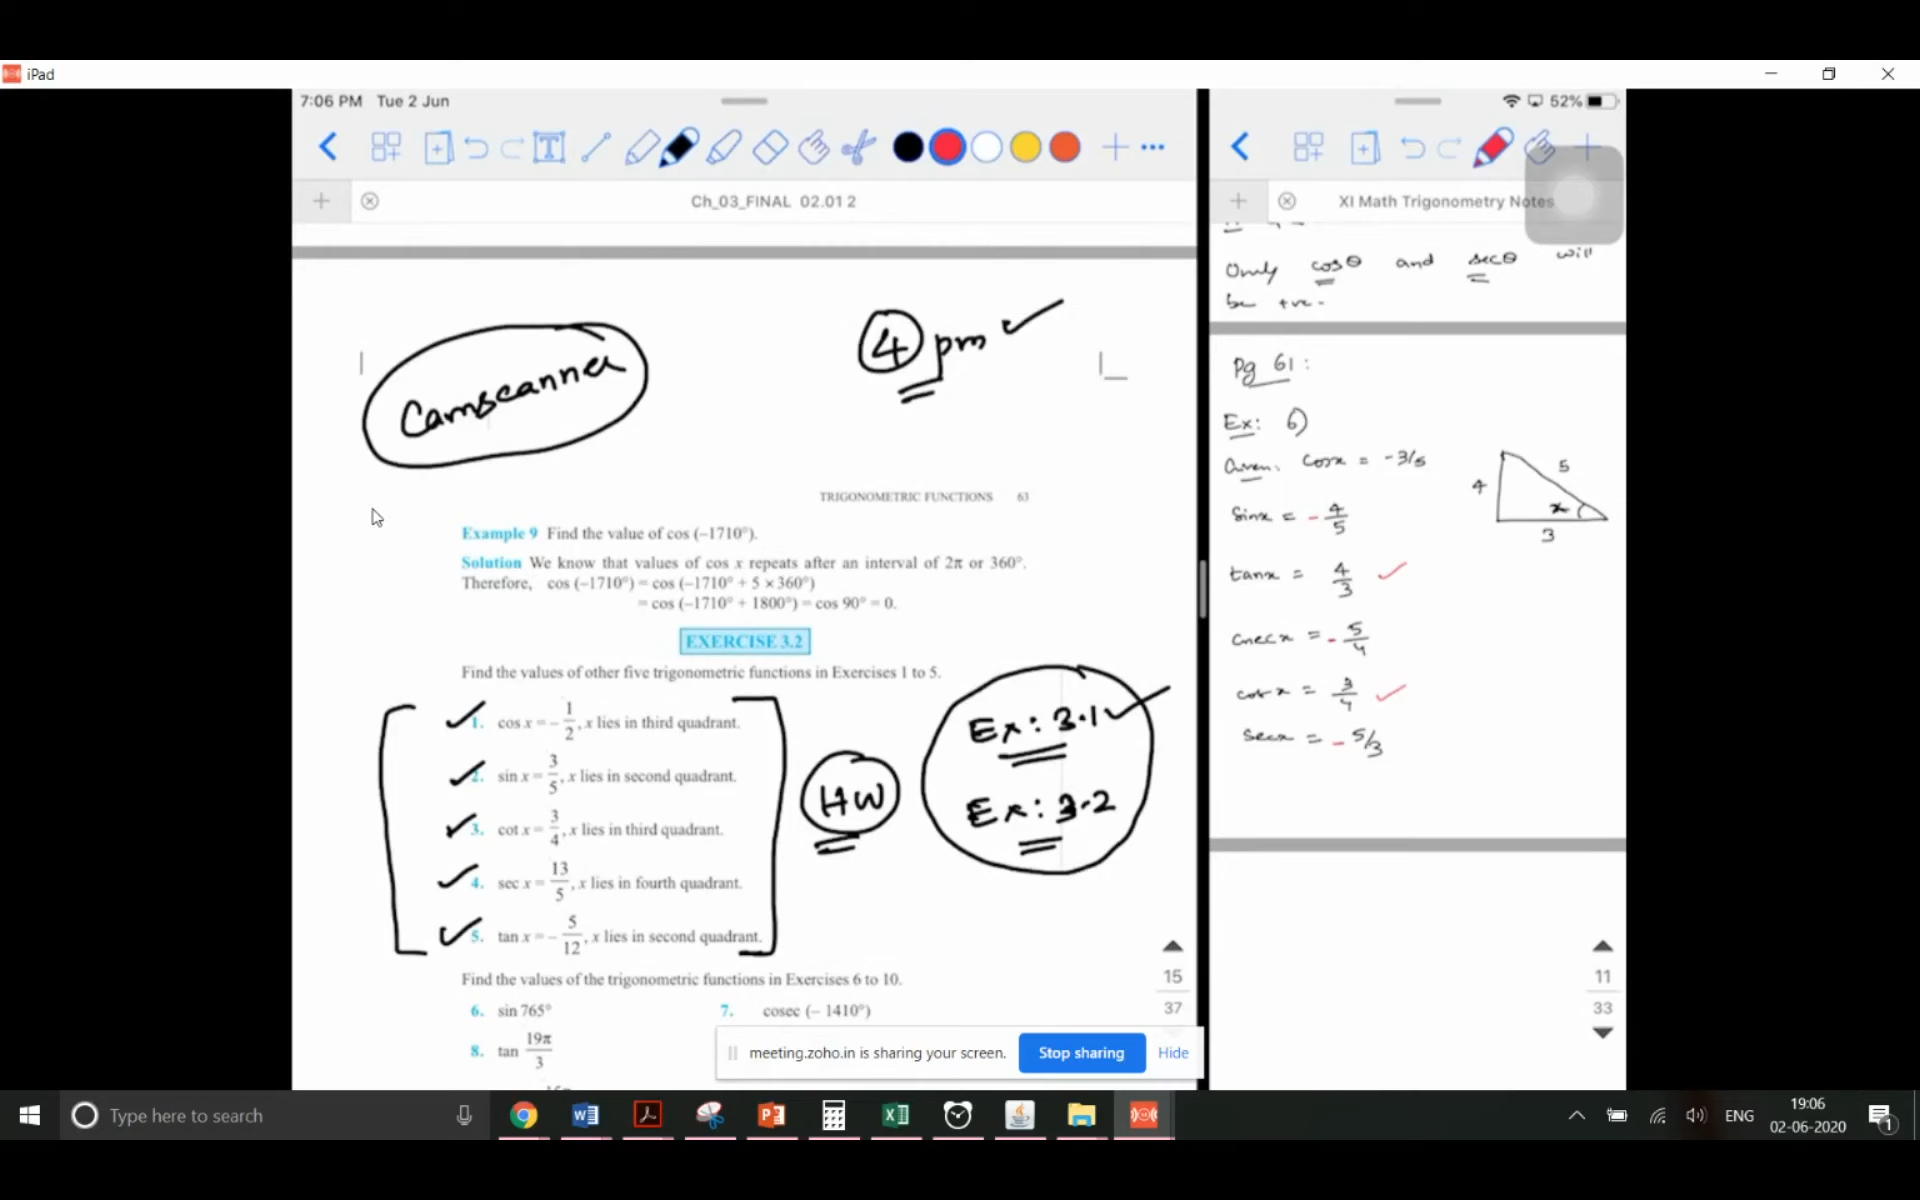 iPad
7:06 PM Tue 2 Jun
52%
Ch_03_FINAL 02.01 2
XI Math Trigonometry Notes
Only cosθ and secθ will
be +ve.
Camscanner
4 pm
Pg 61:
Ex: 6)
Given, cosx = -3/5
4
5
x
3
sinx = - 4/5
tanx = 4/3
cosecx = - 5/4
cotx = 3/4
secx = - 5/3
TRIGONOMETRIC FUNCTIONS 63
Example 9 Find the value of cos (–1710°).
Solution We know that values of cos x repeats after an interval of 2π or 360°.
Therefore, cos (–1710°) = cos (–1710° + 5 ×360°)
= cos (–1710° + 1800°) = cos 90° = 0.
EXERCISE 3.2
Find the values of other five trigonometric functions in Exercises 1 to 5.
1. cos x = – 1/2, x lies in third quadrant.
2. sin x = 3/5, x lies in second quadrant.
3. cot x = 3/4, x lies in third quadrant.
4. sec x = 13/5, x lies in fourth quadrant.
5. tan x = – 5/12, x lies in second quadrant.
HW
Ex: 3.1
Ex: 3.2
Find the values of the trigonometric functions in Exercises 6 to 10.
6. sin 765° 7. cosec (– 1410°)
8. tan 19π/3
15
37
11
33
meeting.zoho.in is sharing your screen. Stop sharing Hide
Type here to search
ENG
19:06
02-06-2020
1